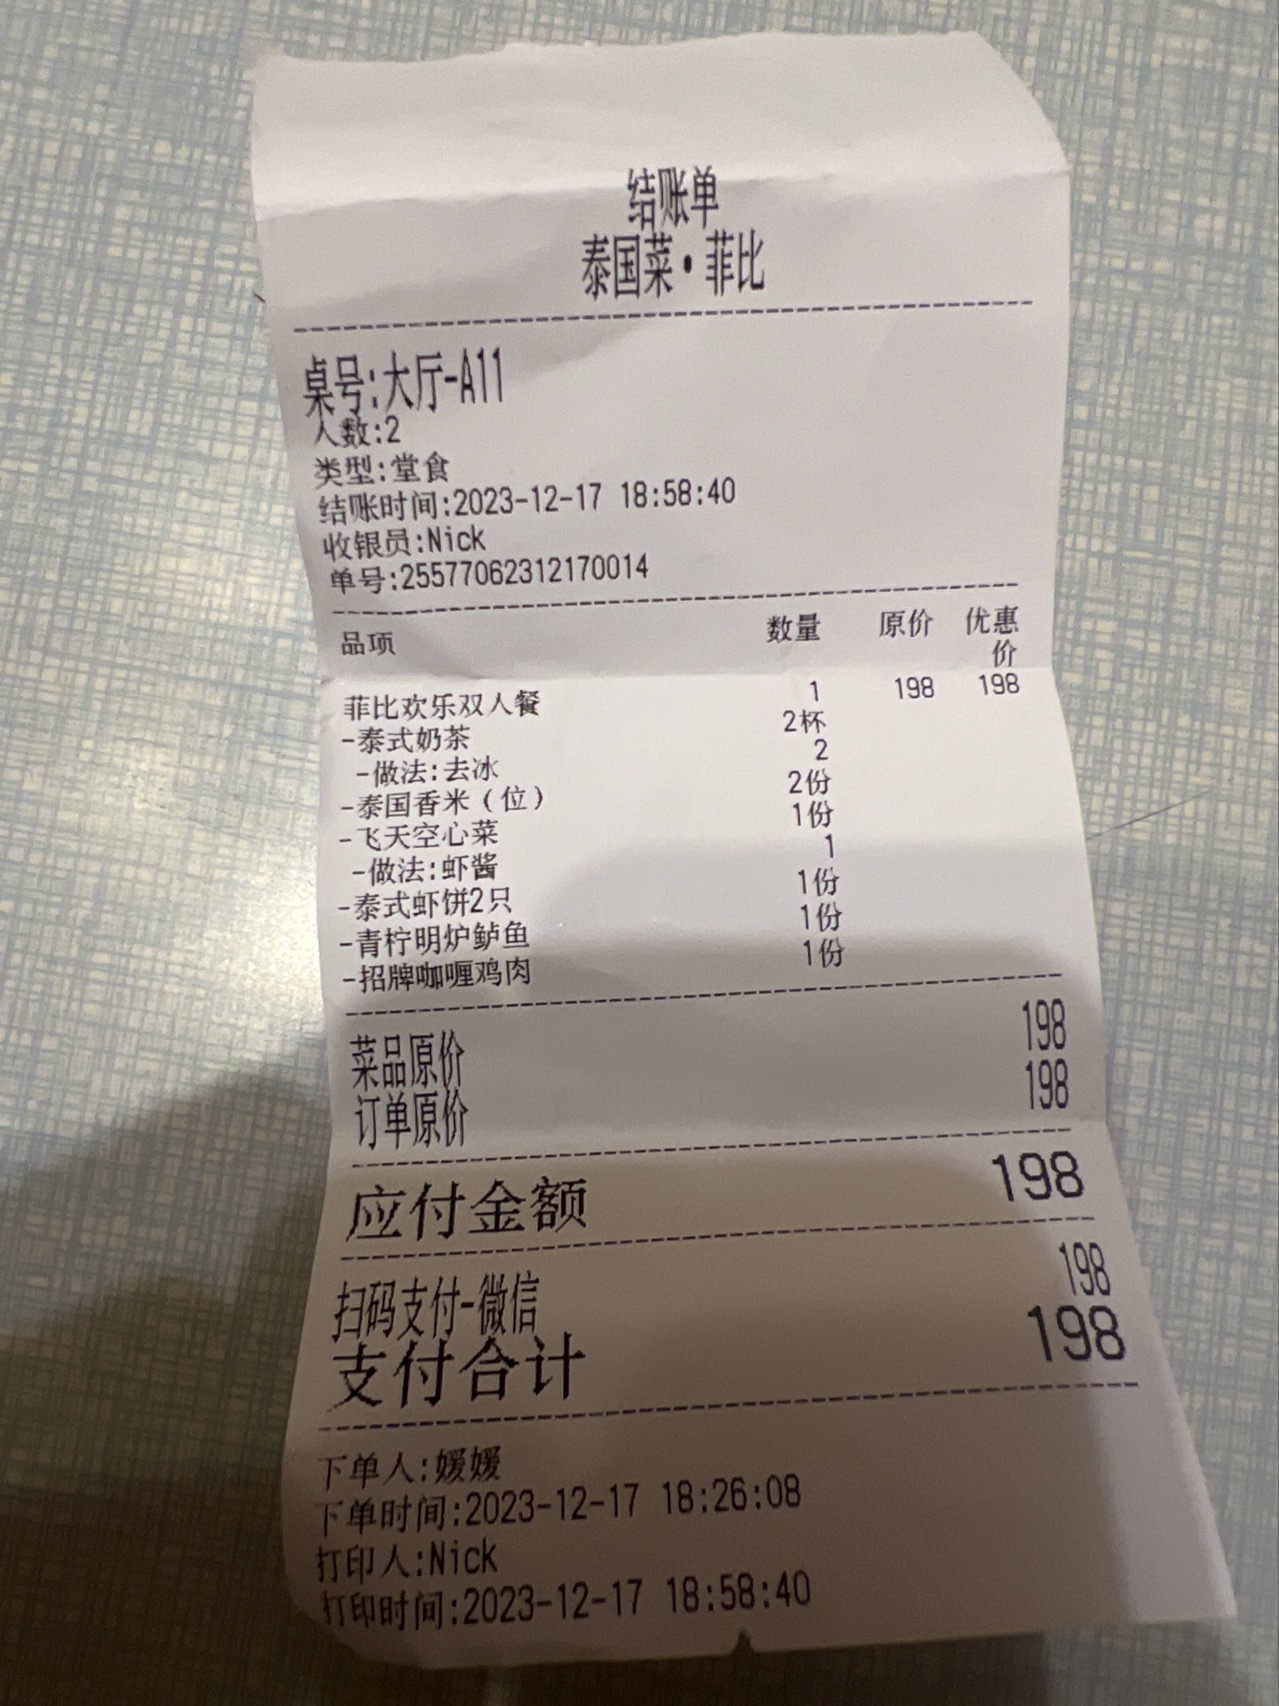 结账单
泰国菜·菲比
桌号:大厅-A11
人数:2
类型:堂食
结账时间:2023-12-17 18:58:40
收银员:Nick
单号:25577062312170014
品项 数量 原价 优惠价
菲比欢乐双人餐 1 198 198
-泰式奶茶 2杯
-做法:去冰 2
-泰国香米（位） 2份
-飞天空心菜 1份
-做法:虾酱 1
-泰式虾饼2只 1份
-青柠明炉鲈鱼 1份
-招牌咖喱鸡肉 1份
菜品原价 198
订单原价 198
应付金额 198
扫码支付-微信 198
支付合计 198
下单人:媛媛
下单时间:2023-12-17 18:26:08
打印人:Nick
打印时间:2023-12-17 18:58:40